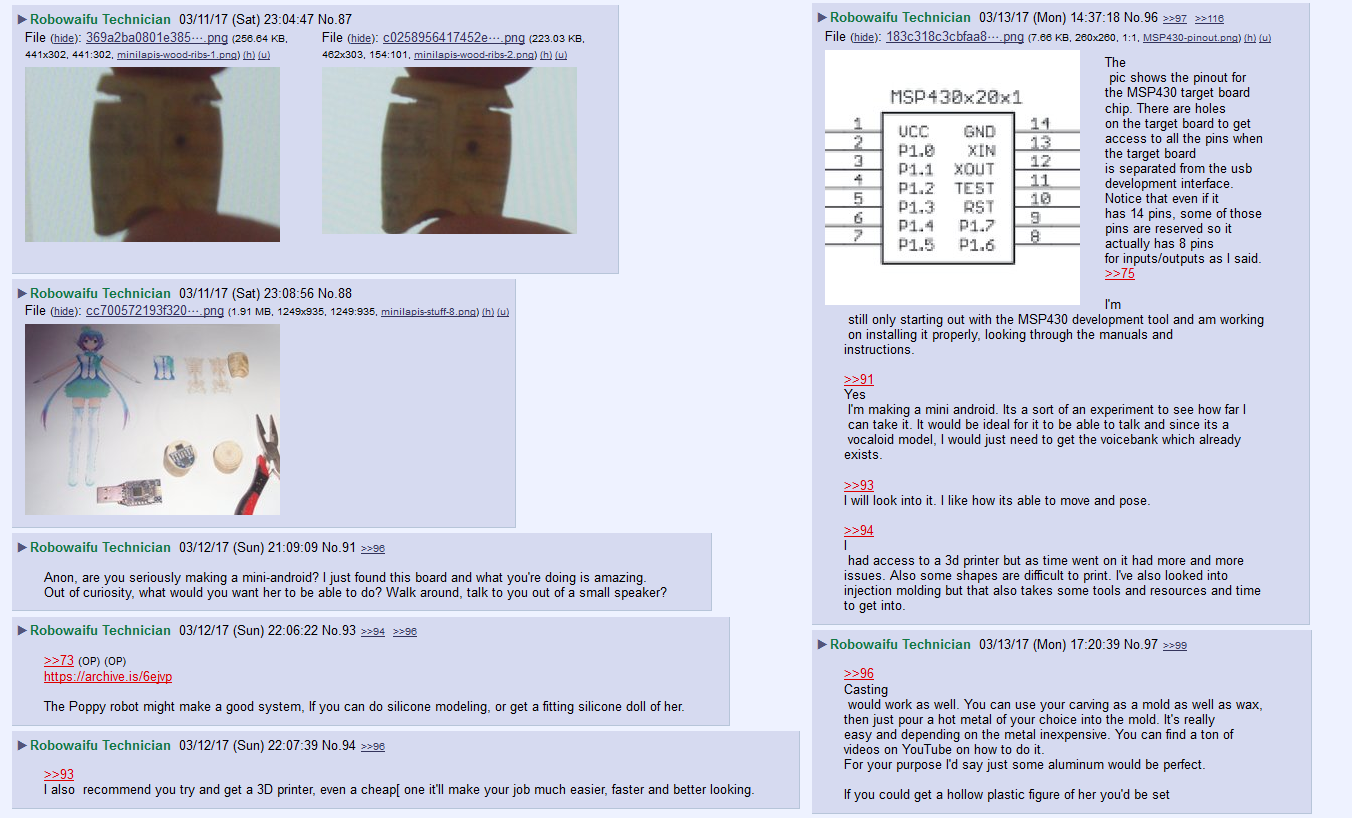 ▶Robowaifu Technician 03/11/17 (Sat) 23:04:47 No.87
File (hide): 369a2ba0801e385⋯.png (256.64 KB,
441x302, 441:302, minilapis-wood-ribs-1.png) (h) (u)
File (hide): c0258956417452e⋯.png (223.03 KB,
462x303, 154:101, minilapis-wood-ribs-2.png) (h) (u)
▶Robowaifu Technician 03/11/17 (Sat) 23:08:56 No.88
File (hide): cc700572193f320⋯.png (1.91 MB, 1249x935, 1249:935, minilapis-stuff-8.png) (h) (u)
▶Robowaifu Technician 03/12/17 (Sun) 21:09:09 No.91 >>96
Anon, are you seriously making a mini-android? I just found this board and what you're doing is amazing.
Out of curiosity, what would you want her to be able to do? Walk around, talk to you out of a small speaker?
▶Robowaifu Technician 03/12/17 (Sun) 22:06:22 No.93 >>94 >>96
>>73 (OP) (OP)
https://archive.is/6ejvp
The Poppy robot might make a good system, If you can do silicone modeling, or get a fitting silicone doll of her.
▶Robowaifu Technician 03/12/17 (Sun) 22:07:39 No.94 >>96
>>93
I also recommend you try and get a 3D printer, even a cheap[ one it'll make your job much easier, faster and better looking.
▶Robowaifu Technician 03/13/17 (Mon) 14:37:18 No.96 >>97 >>116
File (hide): 183c318c3cbfaa8⋯.png (7.66 KB, 260x260, 1:1, MSP430-pinout.png) (h) (u)
MSP430x20x1
1 VCC GND 14
2 P1.0 XIN 13
3 P1.1 XOUT 12
4 P1.2 TEST 11
5 P1.3 RST 10
6 P1.4 P1.7 9
7 P1.5 P1.6 8
The
pic shows the pinout for
the MSP430 target board
chip. There are holes
on the target board to get
access to all the pins when
the target board
is separated from the usb
development interface.
Notice that even if it
has 14 pins, some of those
pins are reserved so it
actually has 8 pins
for inputs/outputs as I said.
>>75
I'm
still only starting out with the MSP430 development tool and am working
on installing it properly, looking through the manuals and
instructions.
>>91
Yes
I'm making a mini android. Its a sort of an experiment to see how far I
can take it. It would be ideal for it to be able to talk and since its a
vocaloid model, I would just need to get the voicebank which already
exists.
>>93
I will look into it. I like how its able to move and pose.
>>94
I
had access to a 3d printer but as time went on it had more and more
issues. Also some shapes are difficult to print. I've also looked into
injection molding but that also takes some tools and resources and time
to get into.
▶Robowaifu Technician 03/13/17 (Mon) 17:20:39 No.97 >>99
>>96
Casting
would work as well. You can use your carving as a mold as well as wax,
then just pour a hot metal of your choice into the mold. It's really
easy and depending on the metal inexpensive. You can find a ton of
videos on YouTube on how to do it.
For your purpose I'd say just some aluminum would be perfect.
If you could get a hollow plastic figure of her you'd be set